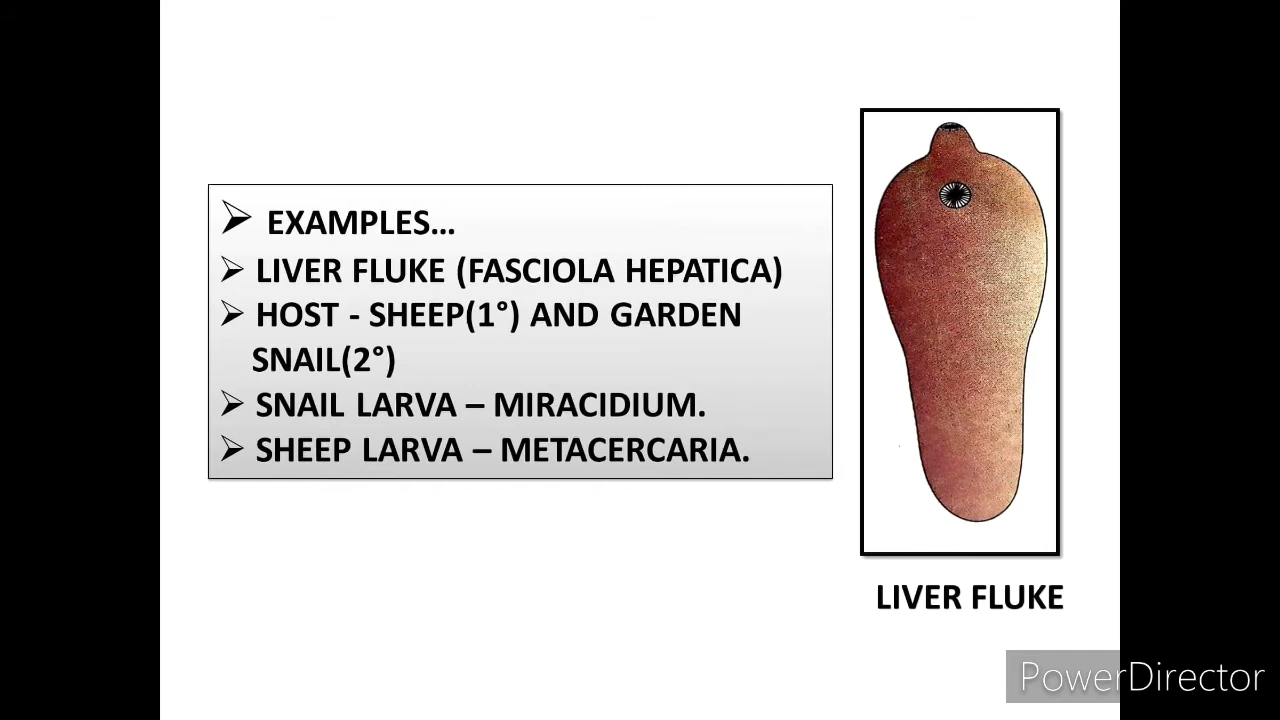 ➢ EXAMPLES...
➢ LIVER FLUKE (FASCIOLA HEPATICA)
➢ HOST - SHEEP(1°) AND GARDEN
SNAIL(2°)
➢ SNAIL LARVA – MIRACIDIUM.
➢ SHEEP LARVA – METACERCARIA.
LIVER FLUKE
PowerDirector